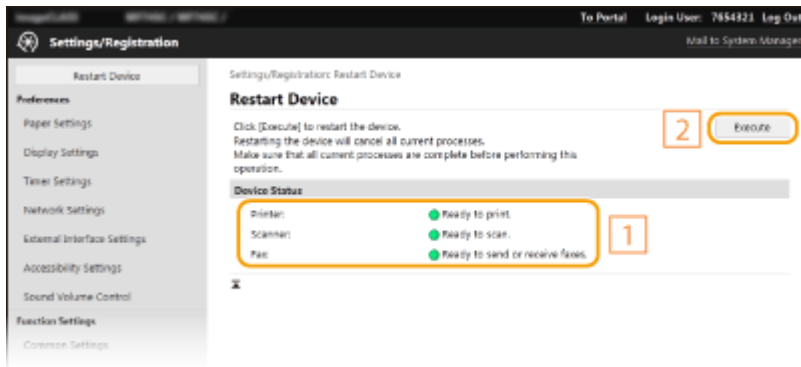 To Portal Login User: 7654321 Log Out
Settings/Registration
Mail to System Manager
Restart Device
Preferences
Paper Settings
Display Settings
Timer Settings
Network Settings
External Interface Settings
Accessibility Settings
Sound Volume Control
Function Settings
Common Settings
Settings/Registration: Restart Device
Restart Device
Click [Execute] to restart the device.
Restarting the device will cancel all current processes.
Make sure that all current processes are complete before performing this
operation.
2
Execute
Device Status
Printer: Ready to print.
Scanner: Ready to scan.
Fax: Ready to send or receive faxes.
1